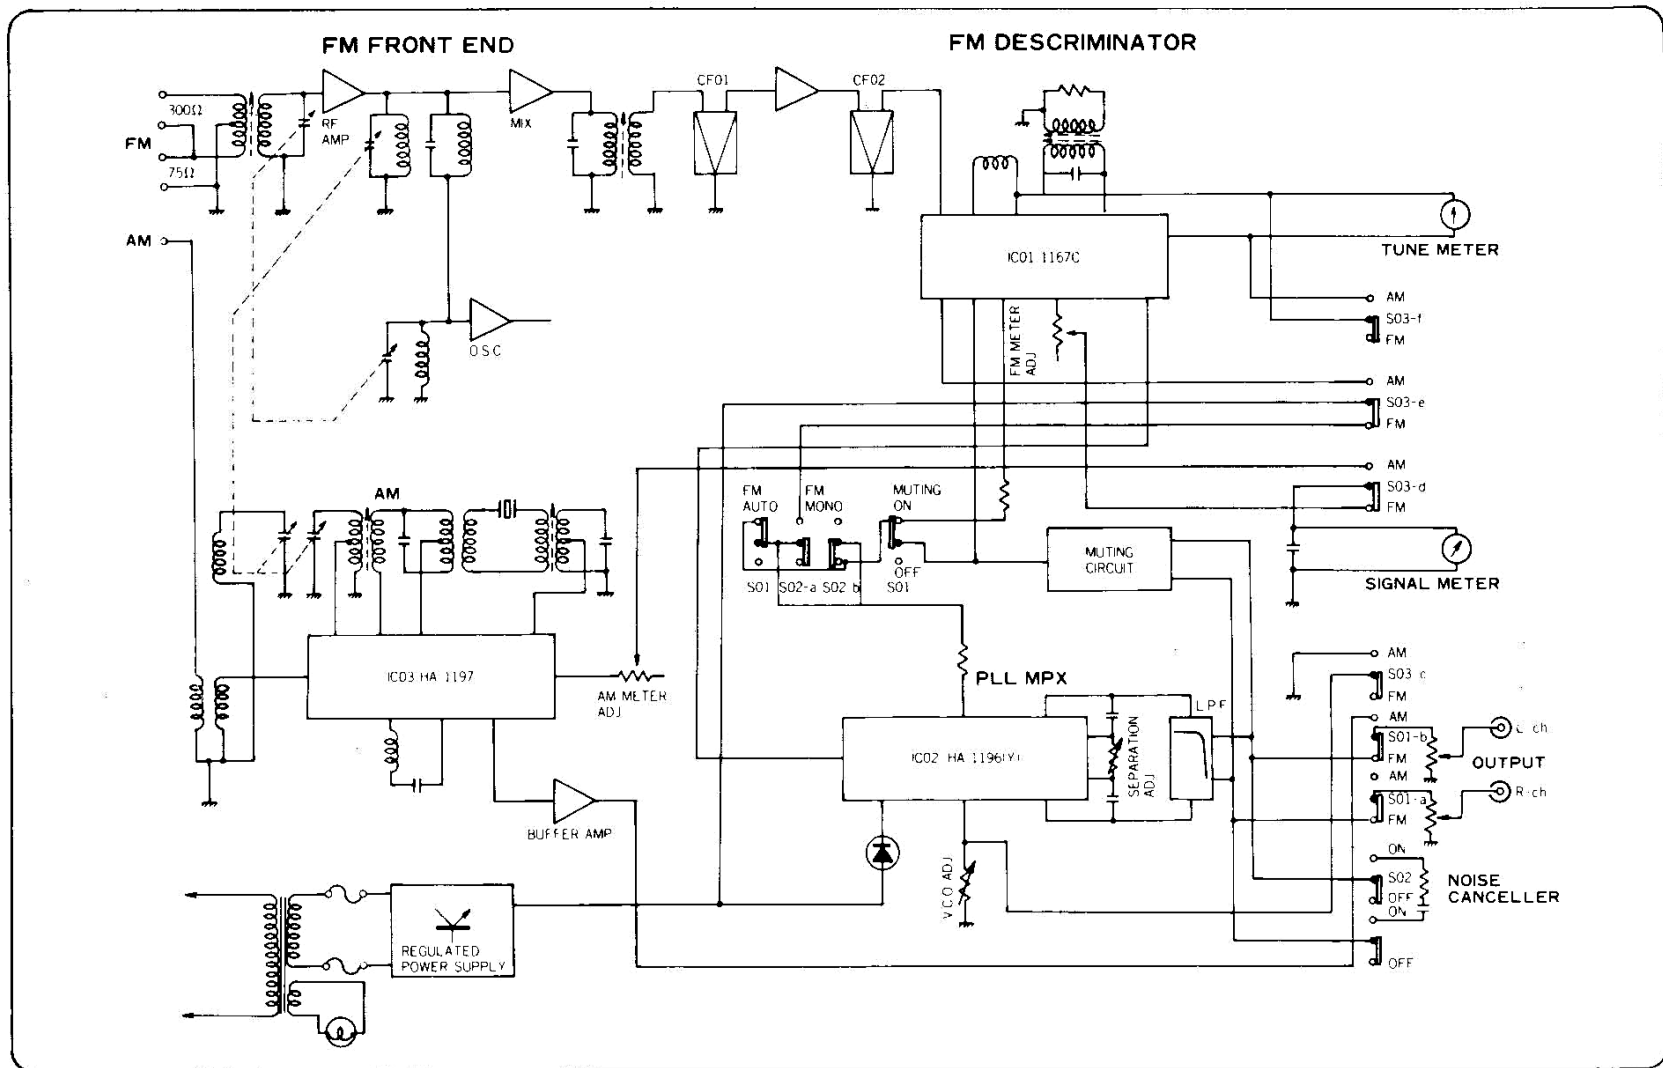 FM FRONT END
FM DESCRIMINATOR
300Ω
FM
75Ω
RF
AMP
MIX
CF01
CF02
AM
OSC
IC01 1167C
TUNE METER
FM METER
ADJ
AM
S03-f
FM
AM
S03-e
FM
AM
S03-d
FM
SIGNAL METER
AM
FM
AUTO
FM
MONO
MUTING
ON
OFF
S01
S02-a
S02 b
S01
MUTING
CIRCUIT
IC03 HA 1197
AM METER
ADJ
BUFFER AMP
PLL MPX
LPF
IC02 HA 1196(Y)
SEPARATION
ADJ
V.C.O ADJ
AM
S03 c
FM
AM
S01-b
FM
AM
S01-a
FM
L-ch
OUTPUT
R-ch
ON
S02
OFF
ON
OFF
NOISE
CANCELLER
REGULATED
POWER SUPPLY